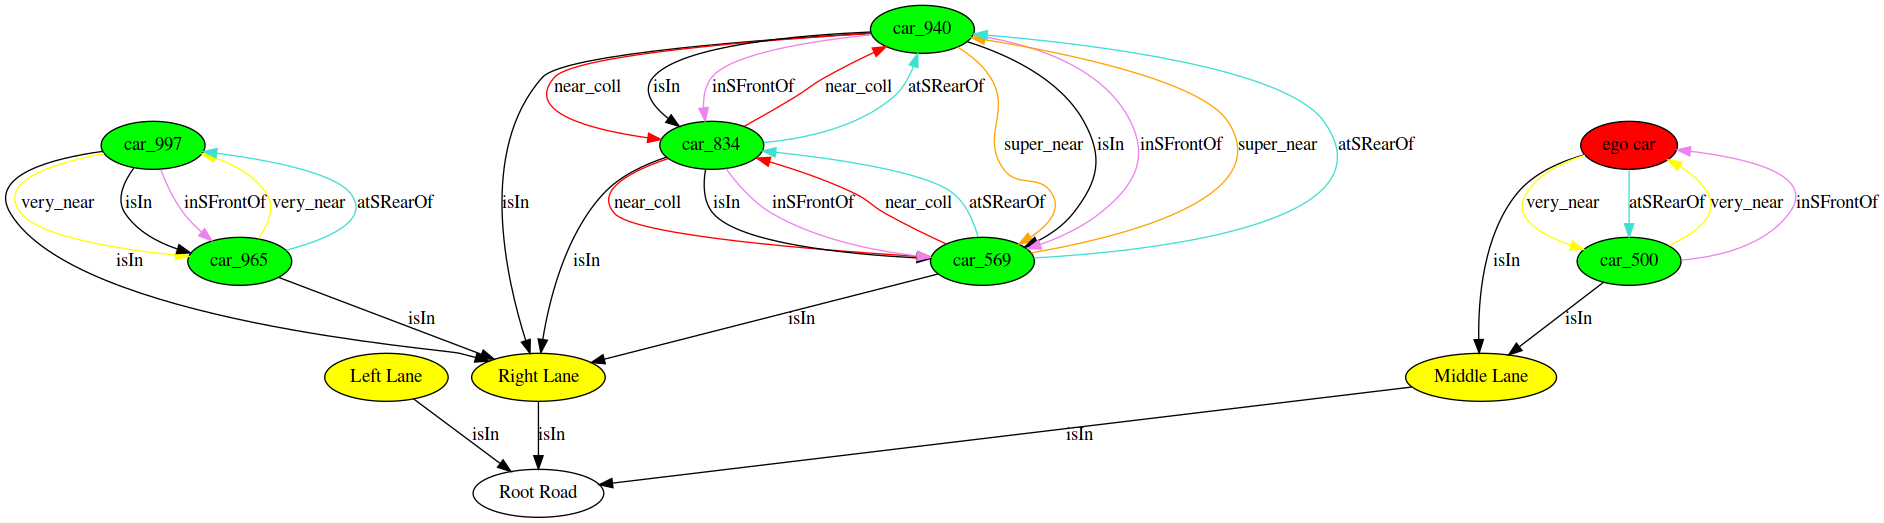 car_940
near_coll
isIn
inSFrontOf
near_coll
atSRearOf
car_997
car_834
super_near
isIn
inSFrontOf
super_near
atSRearOf
ego car
very_near
isIn
inSFrontOf
very_near
atSRearOf
isIn
near_coll
isIn
inSFrontOf
near_coll
atSRearOf
very_near
atSRearOf
very_near
inSFrontOf
isIn
car_965
isIn
car_569
isIn
car_500
isIn
isIn
isIn
Left Lane
Right Lane
Middle Lane
isIn
isIn
isIn
Root Road